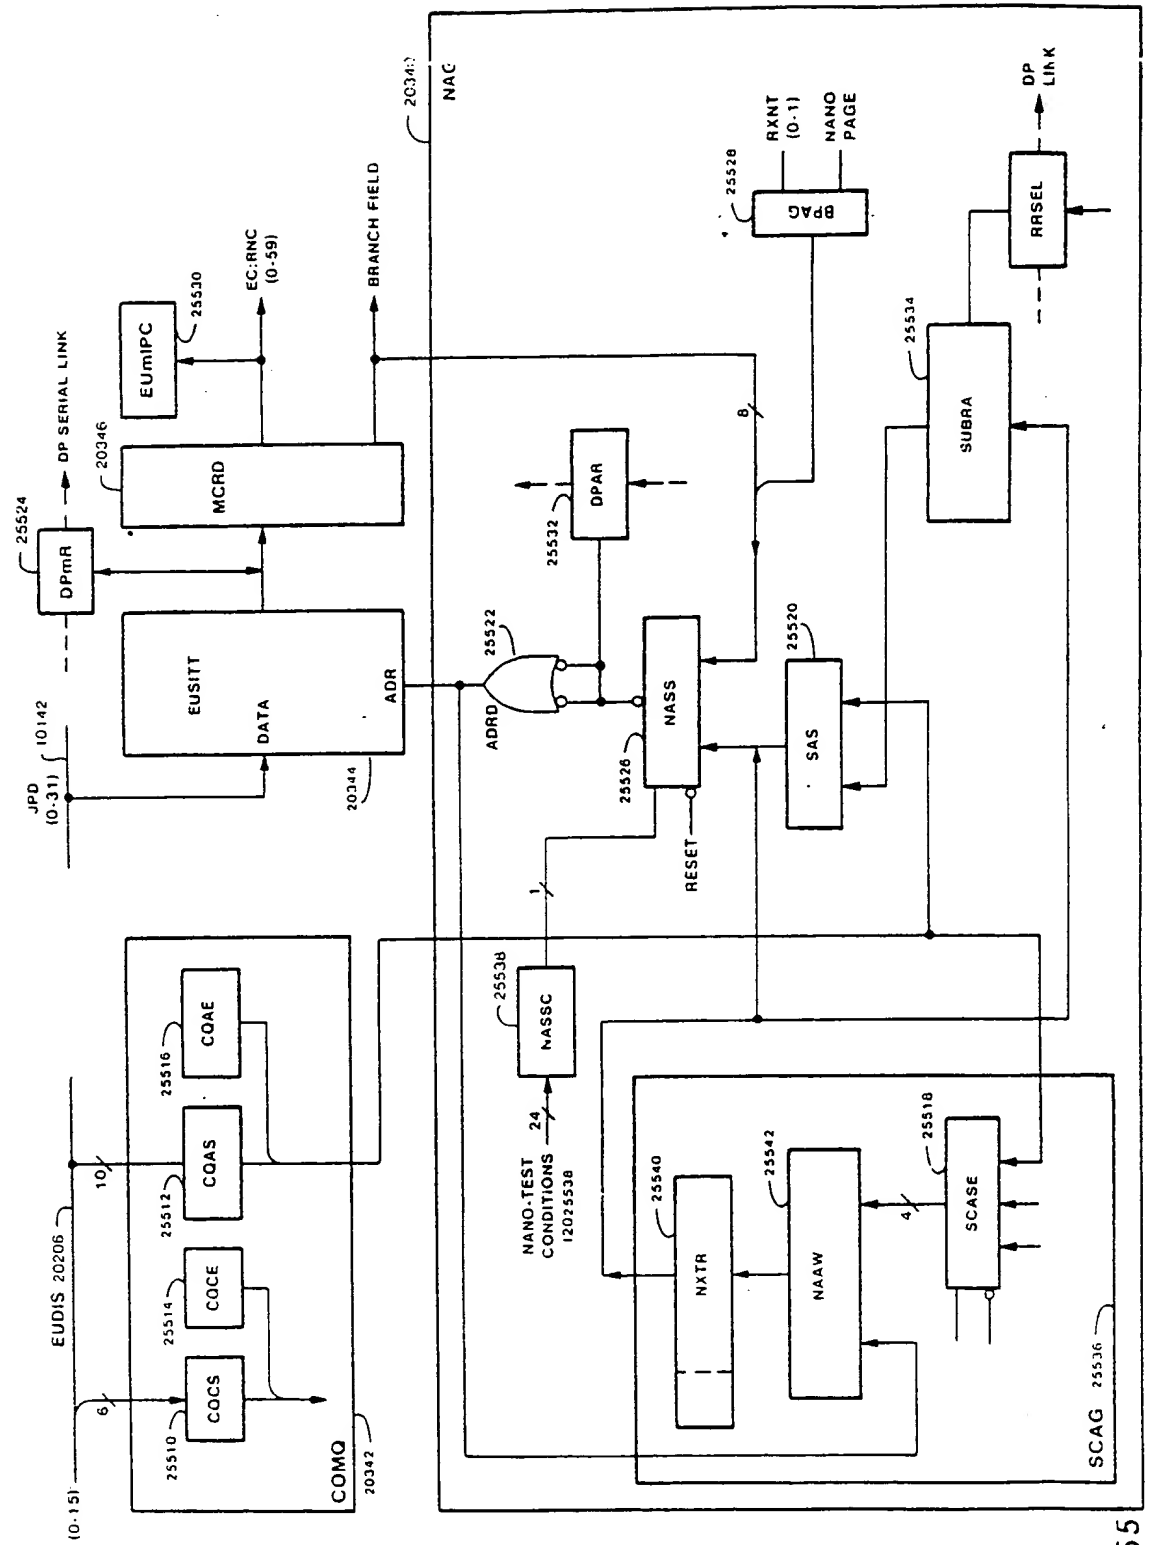 (0-15)
EUDIS 20206
6
10
25510
CQCS
25514
CQCE
25512
CQAS
25516
CQAE
COMQ
20342
JPD
(0-31)
10142
25524
DPmR
DP SERIAL LINK
EUSITT
DATA
ADR
20344
20346
MCRD
EUmIPC
25530
EC:RNC
(0-59)
BRANCH FIELD
NAG
NANO-TEST
CONDITIONS
12025538
24
25538
NASSC
1
ADRD
25522
25532
DPAR
25526
NASS
RESET
8
25528
BPAG
RXNT
(0-1)
NANO
PAGE
25520
SAS
25534
SUBRA
RRSEL
DP
LINK
25540
NXTR
25542
NAAW
4
25518
SCASE
SCAG
25536
55